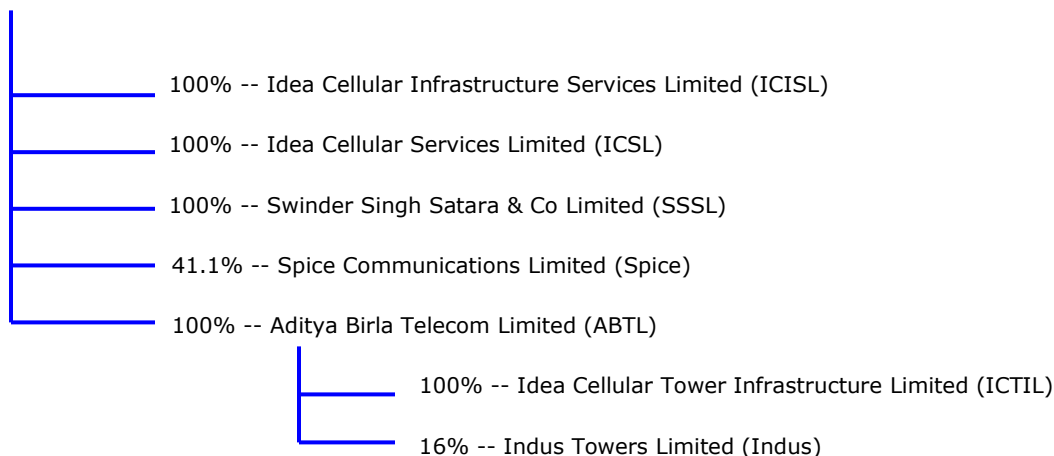 100% -- Idea Cellular Infrastructure Services Limited (ICISL)
100% -- Idea Cellular Services Limited (ICSL)
100% -- Swinder Singh Satara & Co Limited (SSSL)
41.1% -- Spice Communications Limited (Spice)
100% -- Aditya Birla Telecom Limited (ABTL)
100% -- Idea Cellular Tower Infrastructure Limited (ICTIL)
16% -- Indus Towers Limited (Indus)